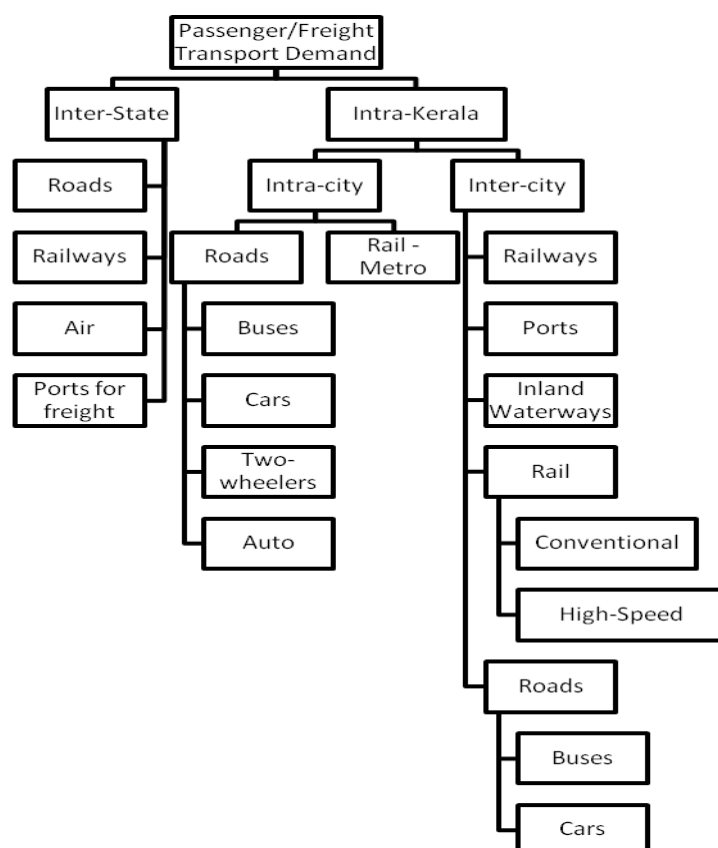 Passenger/Freight
Transport Demand
Inter-State
Intra-Kerala
Roads
Railways
Air
Ports for
freight
Intra-city
Inter-city
Roads
Rail -
Metro
Buses
Cars
Two-
wheelers
Auto
Railways
Ports
Inland
Waterways
Rail
Conventional
High-Speed
Roads
Buses
Cars